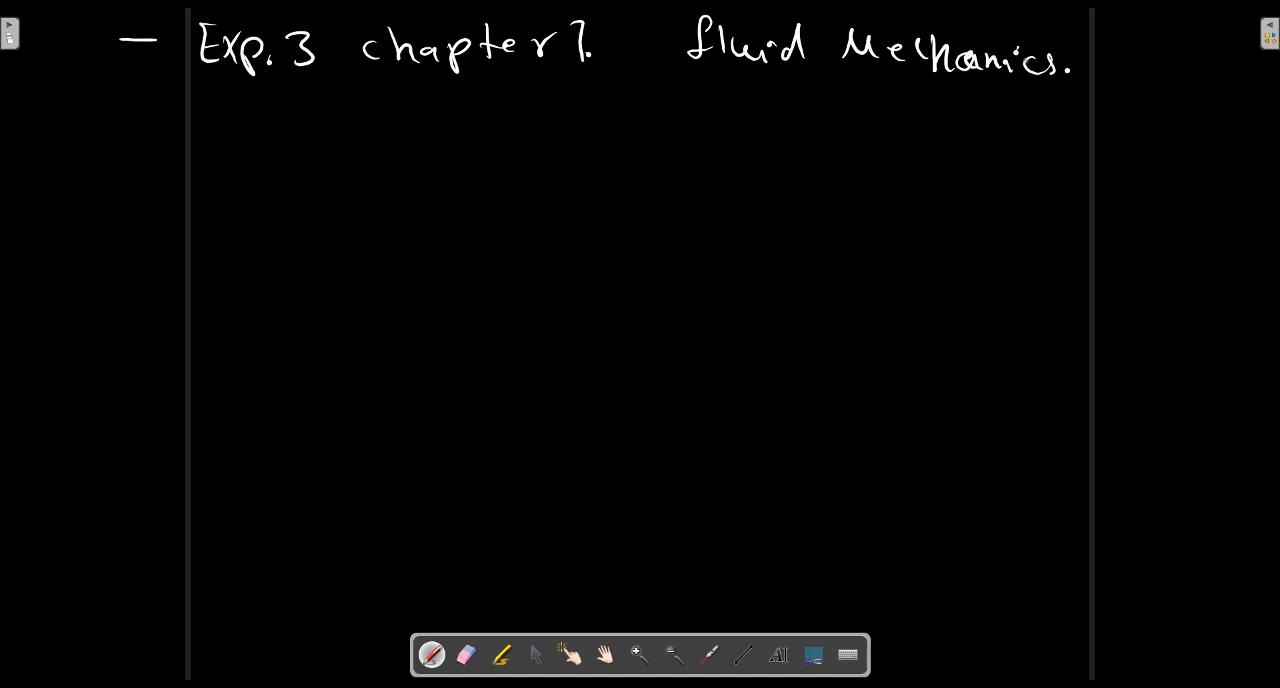 — Exp. 3 chapter 7. fluid Mechanics.